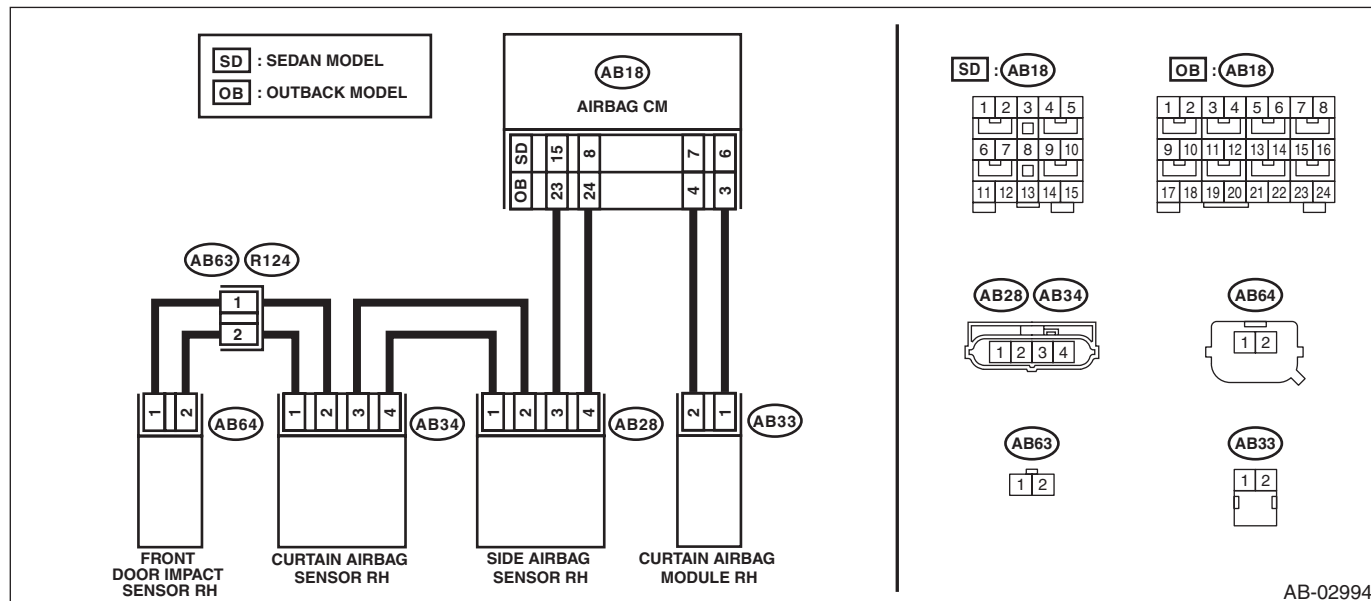 SD : SEDAN MODEL
OB : OUTBACK MODEL
AB18
AIRBAG CM
SD 15 8 7 6
OB 23 24 4 3
AB63 R124
1
2
1 2 AB64
1 2 3 4 AB34
1 2 3 4 AB28
2 1 AB33
FRONT
DOOR IMPACT
SENSOR RH
CURTAIN AIRBAG
SENSOR RH
SIDE AIRBAG
SENSOR RH
CURTAIN AIRBAG
MODULE RH
SD : AB18
1 2 3 4 5
6 7 8 9 10
11 12 13 14 15
OB : AB18
1 2 3 4 5 6 7 8
9 10 11 12 13 14 15 16
17 18 19 20 21 22 23 24
AB28 AB34
1 2 3 4
AB64
1 2
AB63
1 2
AB33
1 2
AB-02994